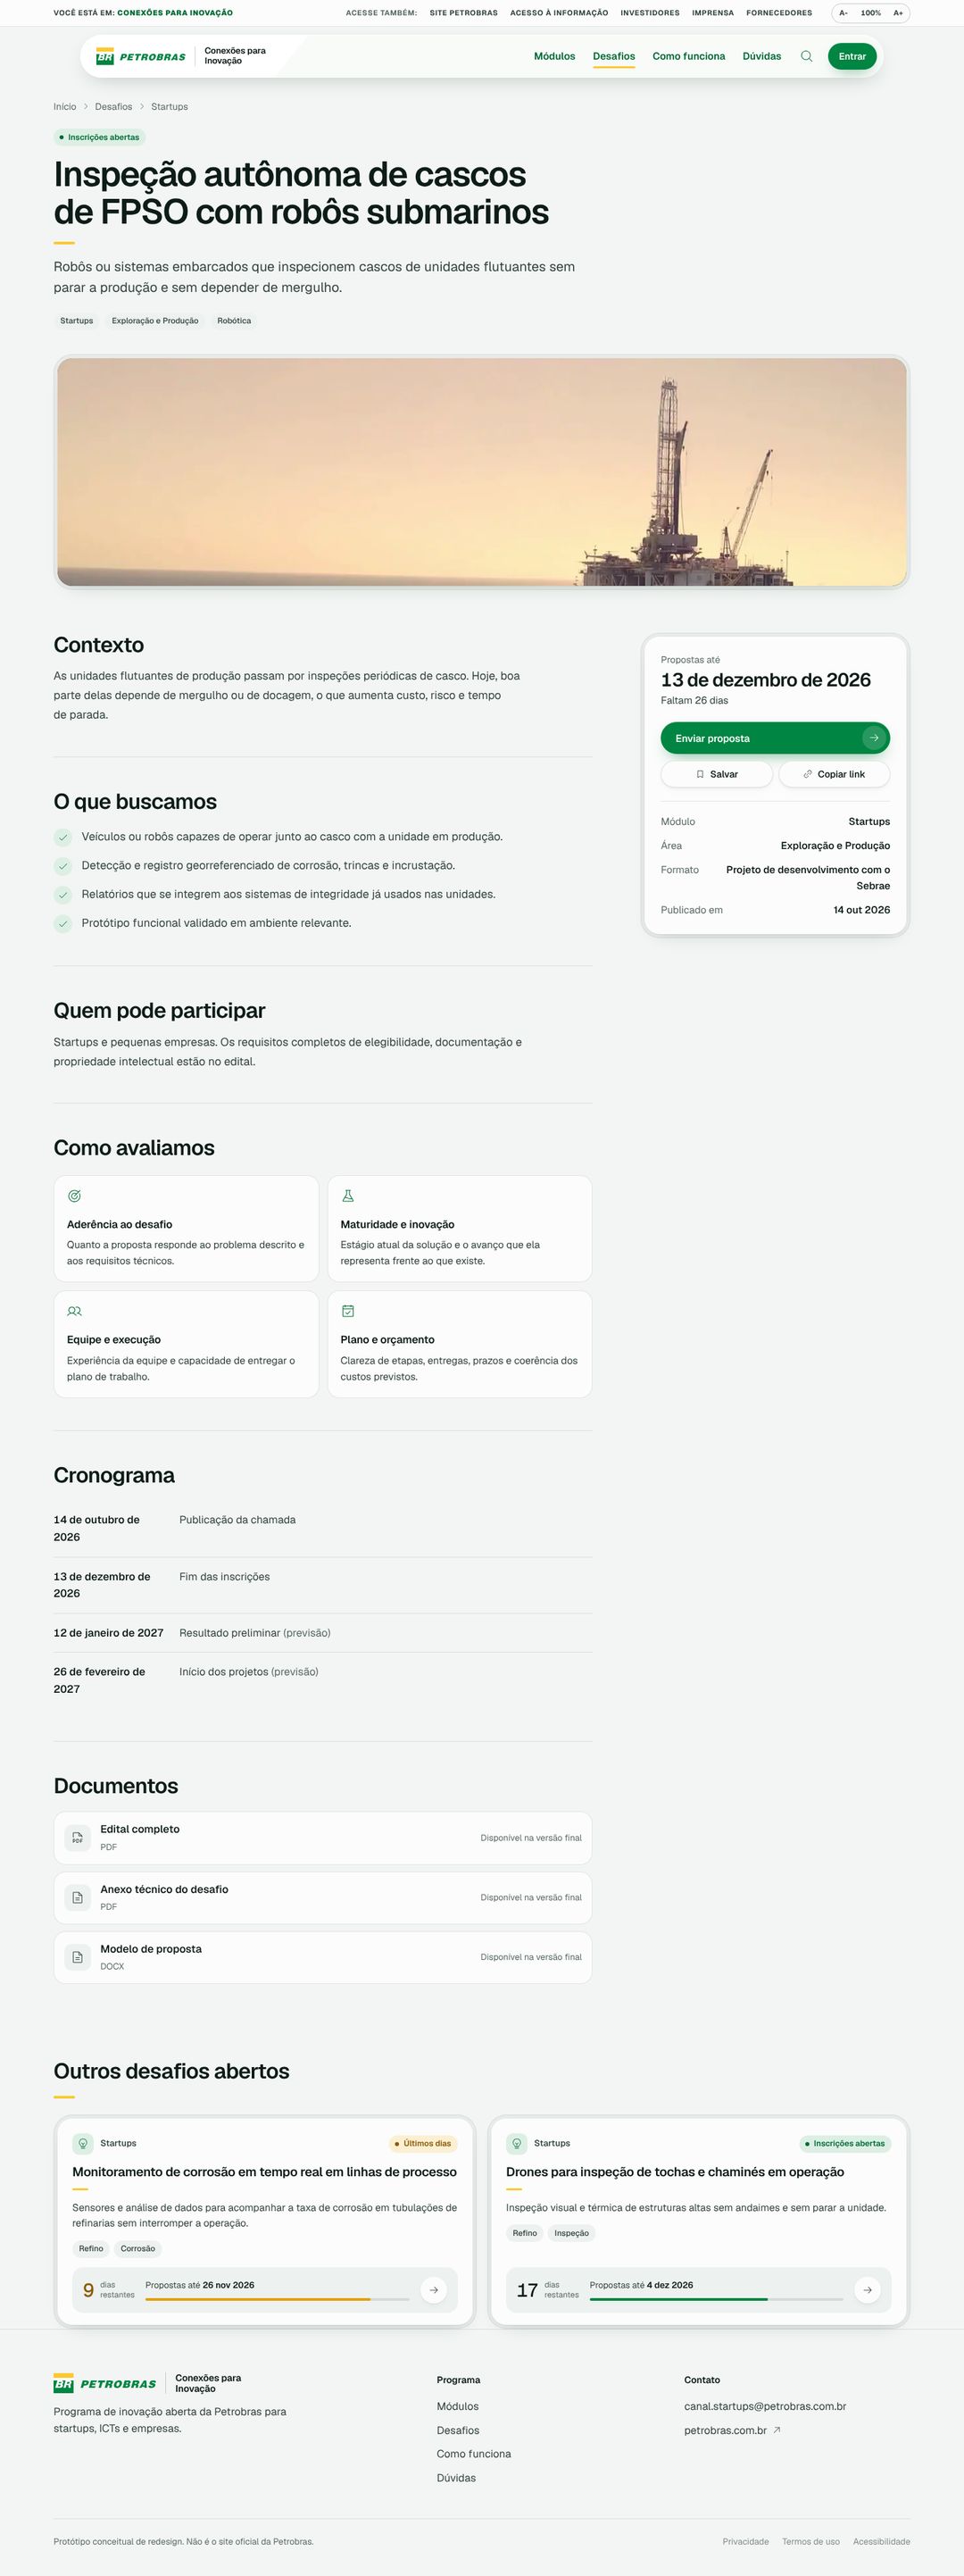 VOCÊ ESTÁ EM: CONEXÕES PARA INOVAÇÃO
ACESSE TAMBÉM: SITE PETROBRAS ACESSO À INFORMAÇÃO INVESTIDORES IMPRENSA FORNECEDORES A- 100% A+
BR PETROBRAS Conexões para
Inovação
Módulos Desafios Como funciona Dúvidas Entrar
Início Desafios Startups
Inscrições abertas
Inspeção autônoma de cascos
de FPSO com robôs submarinos
Robôs ou sistemas embarcados que inspecionem cascos de unidades flutuantes sem
parar a produção e sem depender de mergulho.
Startups Exploração e Produção Robótica
Contexto
As unidades flutuantes de produção passam por inspeções periódicas de casco. Hoje, boa
parte delas depende de mergulho ou de docagem, o que aumenta custo, risco e tempo
de parada.
Propostas até
13 de dezembro de 2026
Faltam 26 dias
Enviar proposta
Salvar Copiar link
Módulo Startups
Área Exploração e Produção
Formato Projeto de desenvolvimento com o
Sebrae
Publicado em 14 out 2026
O que buscamos
Veículos ou robôs capazes de operar junto ao casco com a unidade em produção.
Detecção e registro georreferenciado de corrosão, trincas e incrustação.
Relatórios que se integrem aos sistemas de integridade já usados nas unidades.
Protótipo funcional validado em ambiente relevante.
Quem pode participar
Startups e pequenas empresas. Os requisitos completos de elegibilidade, documentação e
propriedade intelectual estão no edital.
Como avaliamos
Aderência ao desafio
Quanto a proposta responde ao problema descrito e
aos requisitos técnicos.
Maturidade e inovação
Estágio atual da solução e o avanço que ela
representa frente ao que existe.
Equipe e execução
Experiência da equipe e capacidade de entregar o
plano de trabalho.
Plano e orçamento
Clareza de etapas, entregas, prazos e coerência dos
custos previstos.
Cronograma
14 de outubro de
2026
Publicação da chamada
13 de dezembro de
2026
Fim das inscrições
12 de janeiro de 2027 Resultado preliminar (previsão)
26 de fevereiro de
2027
Início dos projetos (previsão)
Documentos
PDF
Edital completo
PDF
Disponível na versão final
Anexo técnico do desafio
PDF
Disponível na versão final
Modelo de proposta
DOCX
Disponível na versão final
Outros desafios abertos
Startups Últimos dias
Monitoramento de corrosão em tempo real em linhas de processo
Sensores e análise de dados para acompanhar a taxa de corrosão em tubulações de
refinarias sem interromper a operação.
Refino Corrosão
9 dias
restantes
Propostas até 26 nov 2026
Startups Inscrições abertas
Drones para inspeção de tochas e chaminés em operação
Inspeção visual e térmica de estruturas altas sem andaimes e sem parar a unidade.
Refino Inspeção
17 dias
restantes
Propostas até 4 dez 2026
BR PETROBRAS Conexões para
Inovação
Programa de inovação aberta da Petrobras para
startups, ICTs e empresas.
Programa
Módulos
Desafios
Como funciona
Dúvidas
Contato
canal.startups@petrobras.com.br
petrobras.com.br
Protótipo conceitual de redesign. Não é o site oficial da Petrobras.
Privacidade Termos de uso Acessibilidade